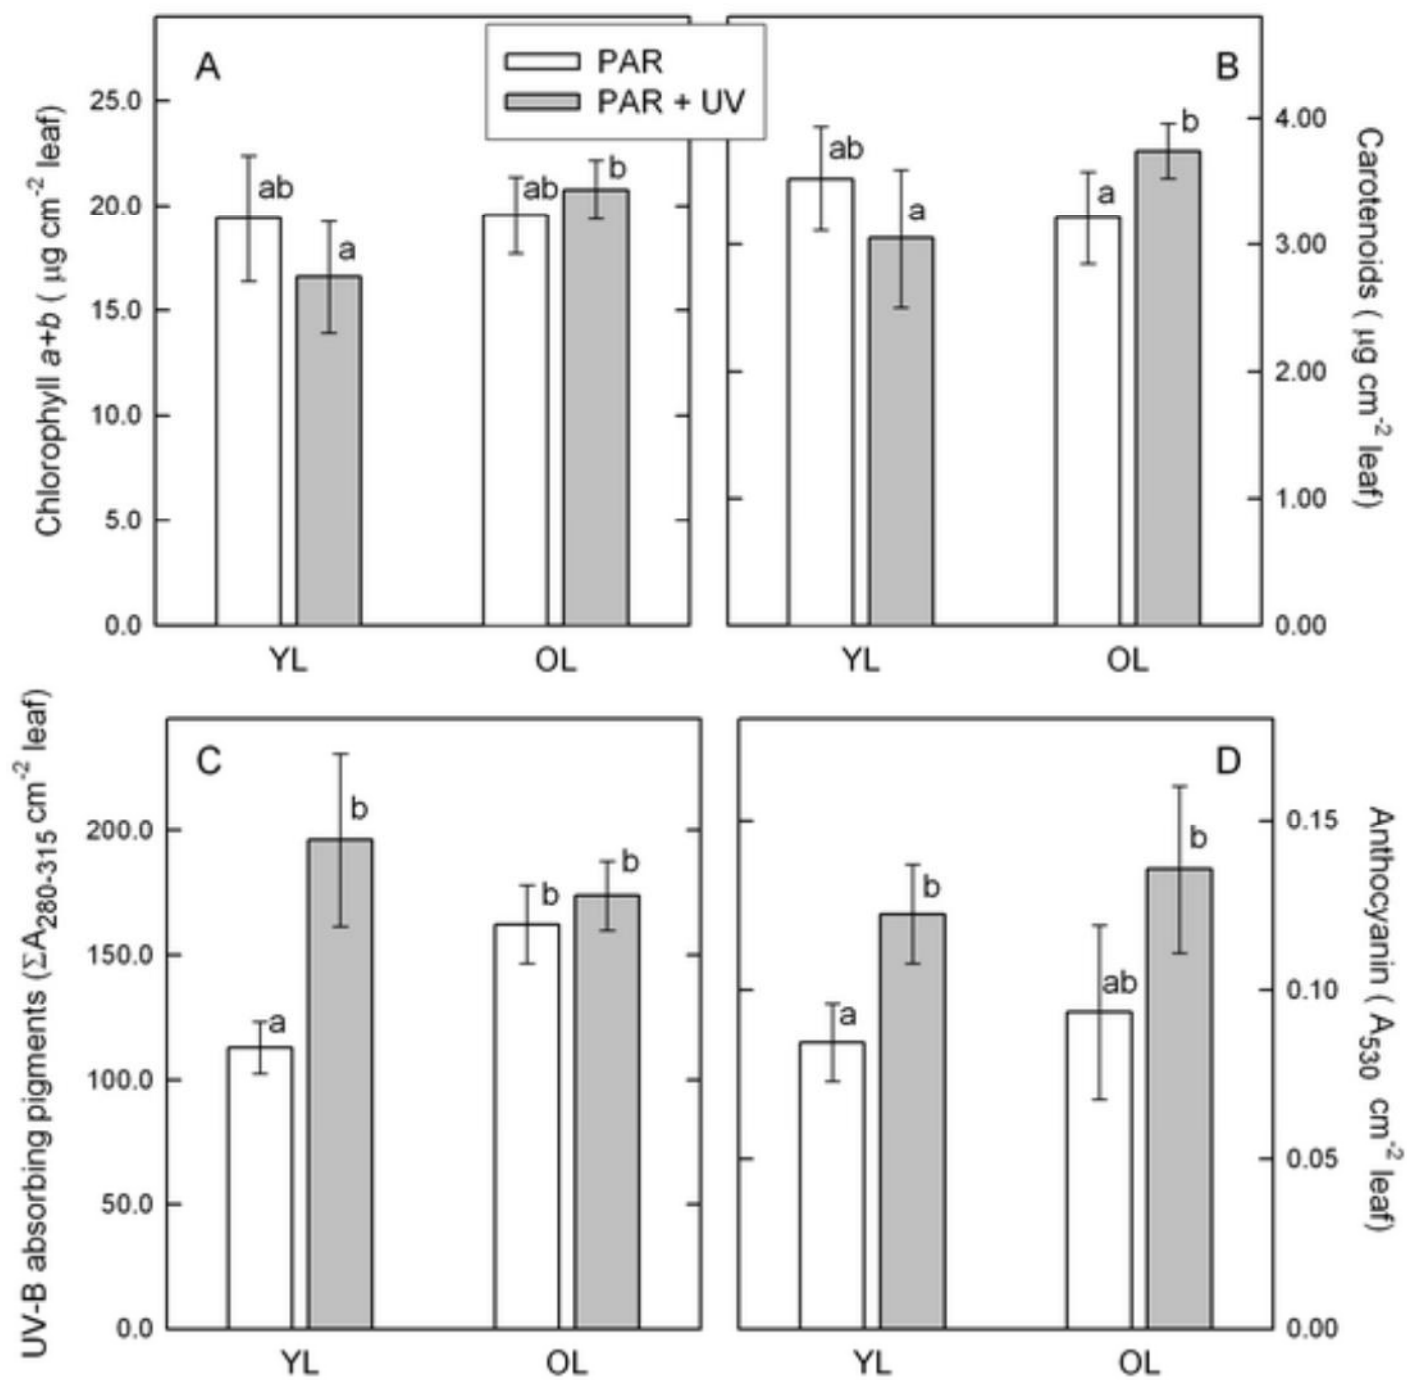 A
PAR
PAR + UV
B
Chlorophyll a+b ( μg cm-2 leaf)
25.0
20.0
15.0
10.0
5.0
0.0
ab
a
ab
b
YL
OL
ab
a
a
b
YL
OL
4.00
3.00
2.00
1.00
0.00
Carotenoids ( μg cm-2 leaf)
C
UV-B absorbing pigments (ΣA280-315 cm-2 leaf)
200.0
150.0
100.0
50.0
0.0
a
b
b
b
YL
OL
D
a
b
ab
b
YL
OL
0.15
0.10
0.05
0.00
Anthocyanin ( A530 cm-2 leaf)